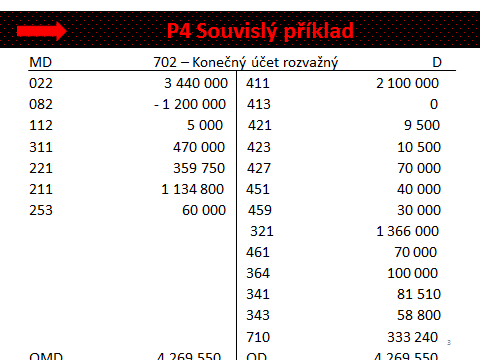 P4 Souvislý příklad
MD 702 – Konečný účet rozvažný D
022 3 440 000 411 2 100 000
082 - 1 200 000 413 0
112 5 000 421 9 500
311 470 000 423 10 500
221 359 750 427 70 000
211 1 134 800 451 40 000
253 60 000 459 30 000
321 1 366 000
461 70 000
364 100 000
341 81 510
343 58 800
710 333 240
3
OMD 4 269 550 OD 4 269 550